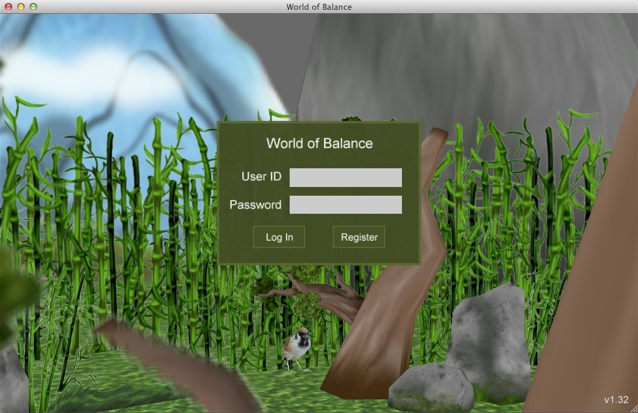 World of Balance
World of Balance
User ID
Password
Log In
Register
v1.32